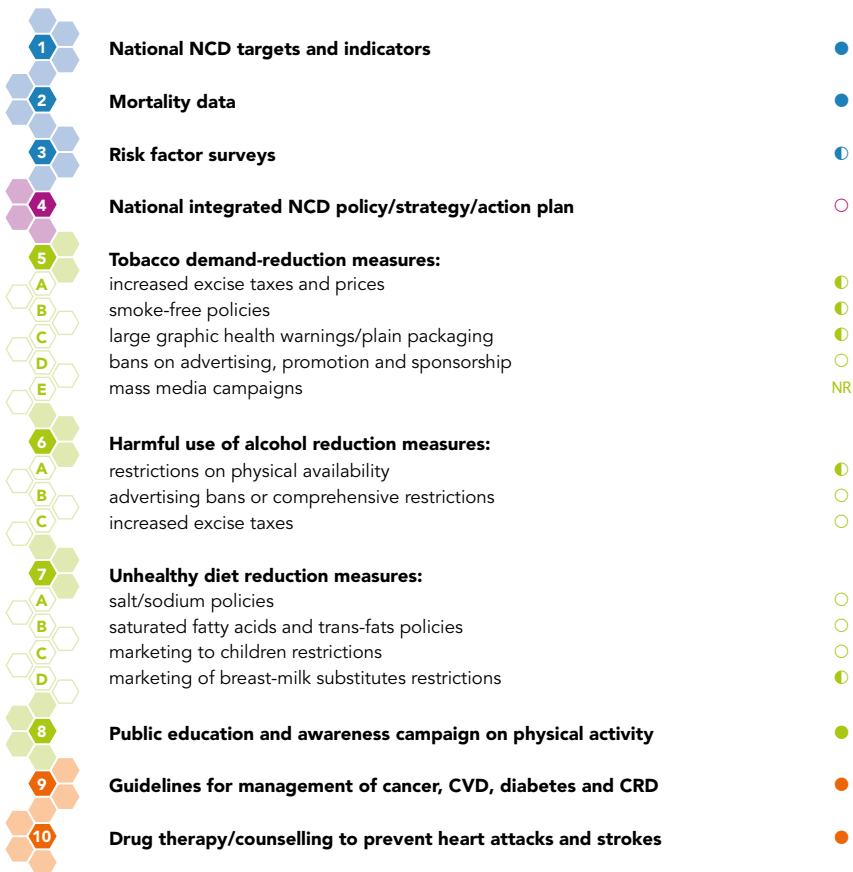 1 National NCD targets and indicators
2 Mortality data
3 Risk factor surveys
4 National integrated NCD policy/strategy/action plan
5 Tobacco demand-reduction measures:
A increased excise taxes and prices
B smoke-free policies
C large graphic health warnings/plain packaging
D bans on advertising, promotion and sponsorship
E mass media campaigns NR
6 Harmful use of alcohol reduction measures:
A restrictions on physical availability
B advertising bans or comprehensive restrictions
C increased excise taxes
7 Unhealthy diet reduction measures:
A salt/sodium policies
B saturated fatty acids and trans-fats policies
C marketing to children restrictions
D marketing of breast-milk substitutes restrictions
8 Public education and awareness campaign on physical activity
9 Guidelines for management of cancer, CVD, diabetes and CRD
10 Drug therapy/counselling to prevent heart attacks and strokes